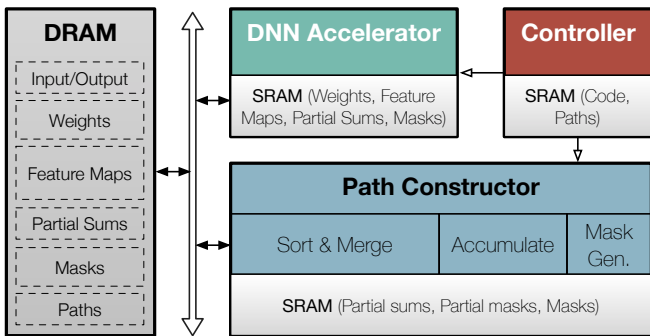 DRAM
Input/Output
Weights
Feature Maps
Partial Sums
Masks
Paths
DNN Accelerator
SRAM (Weights, Feature
Maps, Partial Sums, Masks)
Controller
SRAM (Code,
Paths)
Path Constructor
Sort & Merge
Accumulate
Mask
Gen.
SRAM (Partial sums, Partial masks, Masks)